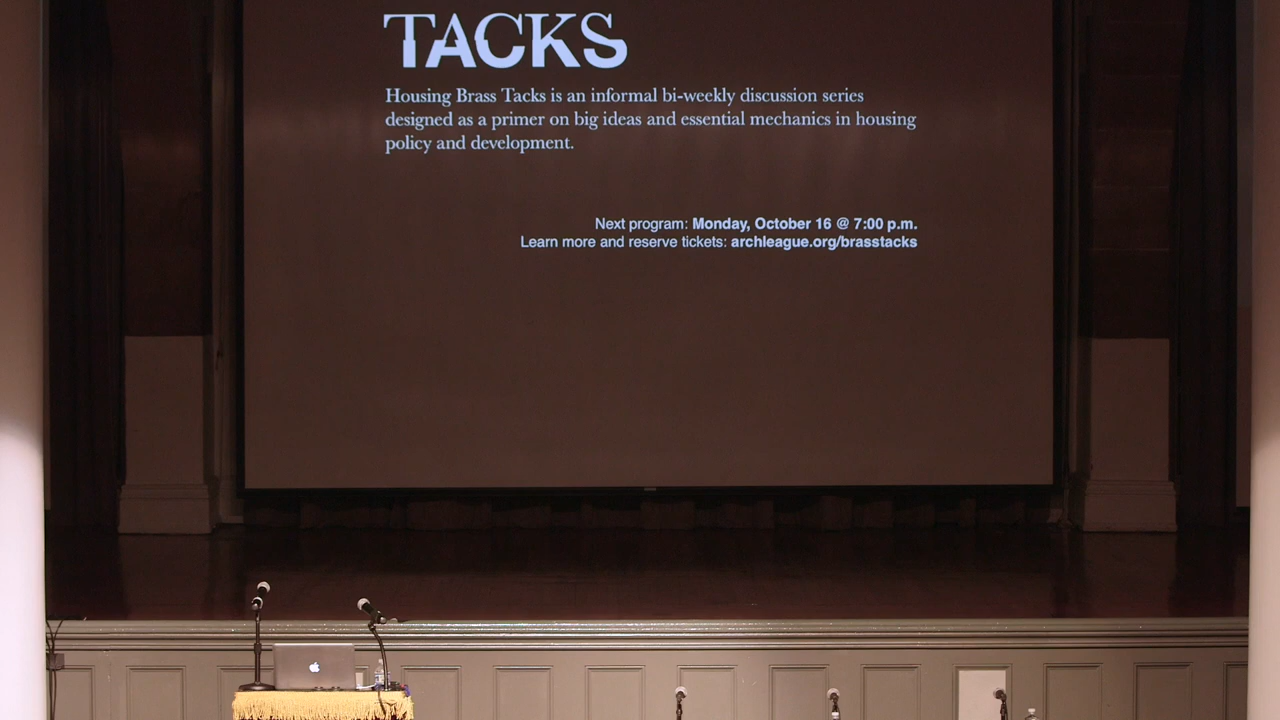 TACKS
Housing Brass Tacks is an informal bi-weekly discussion series
designed as a primer on big ideas and essential mechanics in housing
policy and development.
Next program: Monday, October 16 @ 7:00 p.m.
Learn more and reserve tickets: archleague.org/brasstacks